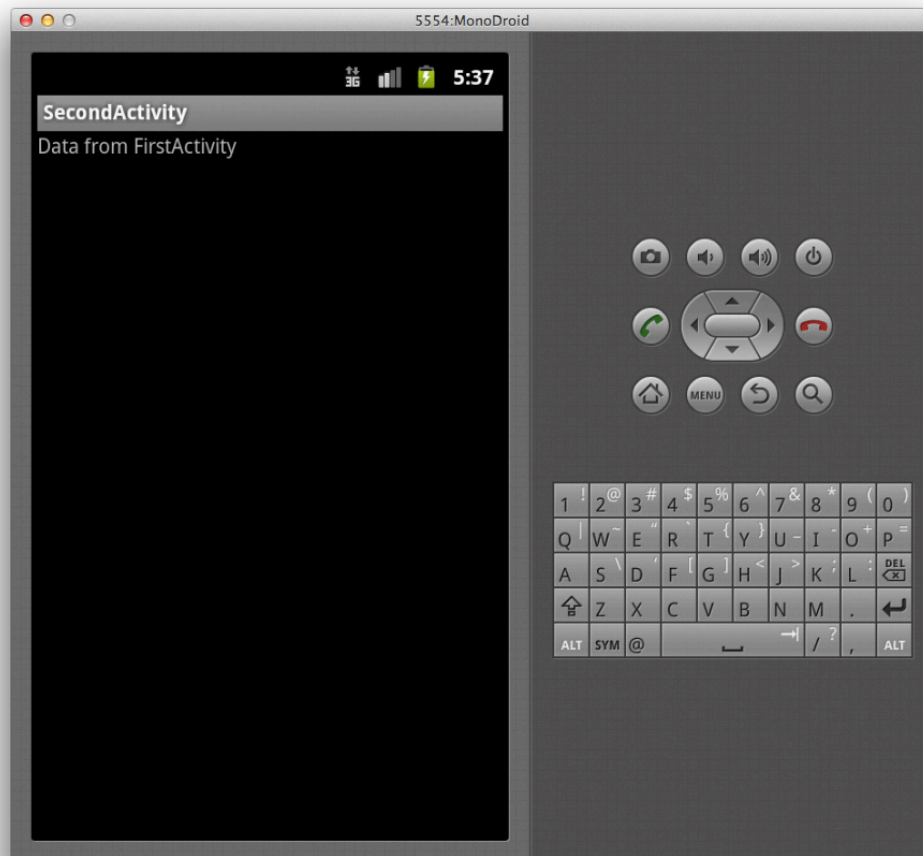 5554:MonoDroid
3G 5:37
SecondActivity
Data from FirstActivity
MENU
1 ! 2 @ 3 # 4 $ 5 % 6 ^ 7 & 8 * 9 ( 0 )
Q | W ~ E " R ` T { Y } U _ I - O + P =
A S \ D ' F [ G ] H < J > K ; L : DEL
Z X C V B N M .
ALT SYM @ / ? , ALT